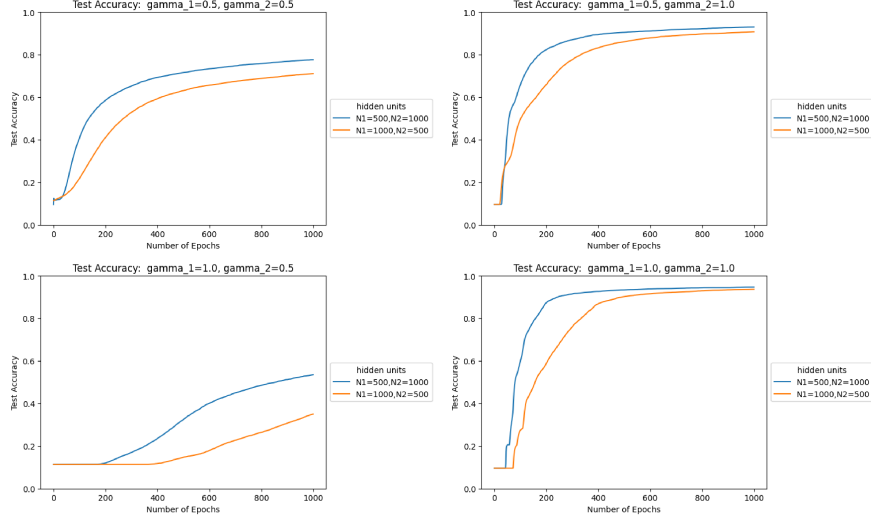 Test Accuracy: gamma_1=0.5, gamma_2=0.5
1.0
0.8
0.6
0.4
0.2
0.0
Test Accuracy
0 200 400 600 800 1000
Number of Epochs
hidden units
N1=500,N2=1000
N1=1000,N2=500
Test Accuracy: gamma_1=0.5, gamma_2=1.0
1.0
0.8
0.6
0.4
0.2
0.0
Test Accuracy
0 200 400 600 800 1000
Number of Epochs
hidden units
N1=500,N2=1000
N1=1000,N2=500
Test Accuracy: gamma_1=1.0, gamma_2=0.5
1.0
0.8
0.6
0.4
0.2
0.0
Test Accuracy
0 200 400 600 800 1000
Number of Epochs
hidden units
N1=500,N2=1000
N1=1000,N2=500
Test Accuracy: gamma_1=1.0, gamma_2=1.0
1.0
0.8
0.6
0.4
0.2
0.0
Test Accuracy
0 200 400 600 800 1000
Number of Epochs
hidden units
N1=500,N2=1000
N1=1000,N2=500